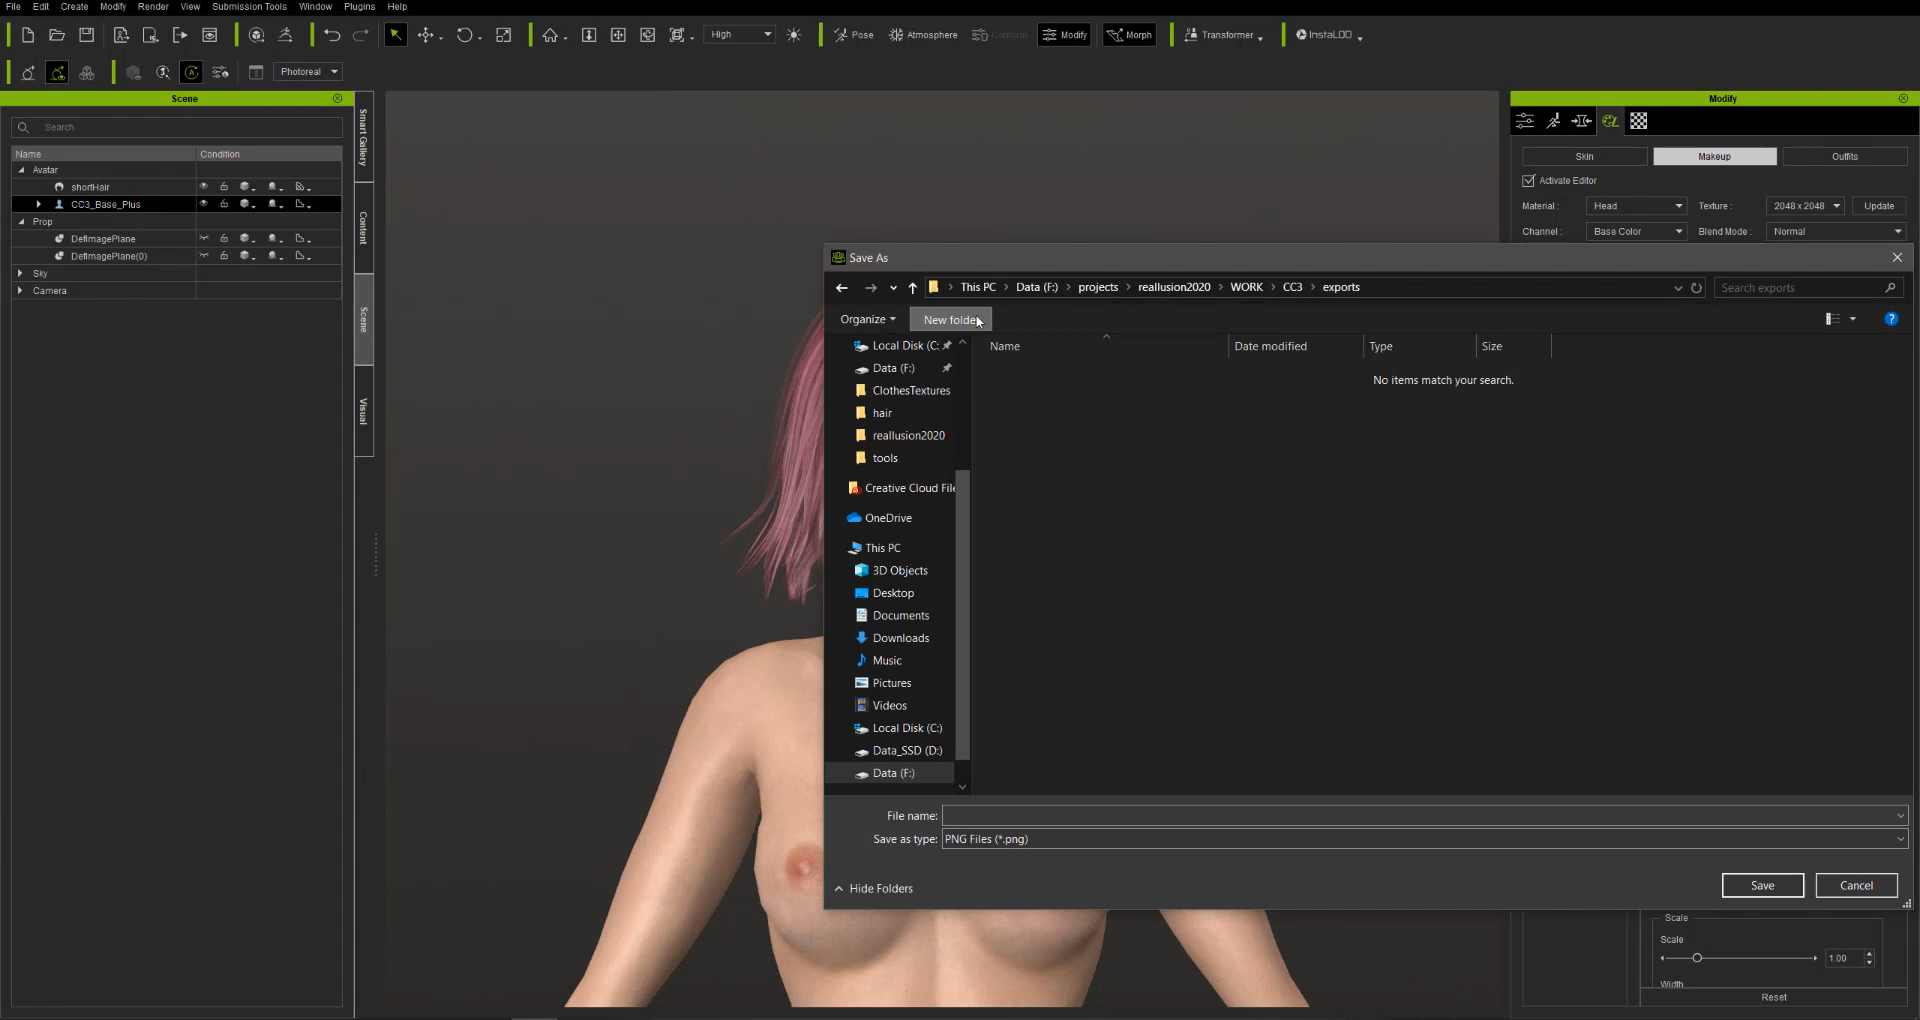 File Edit Create Modify Render View Submission Tools Window Plugins Help
High Pose Atmosphere Conform Modify Morph Transformer InstaLOD
Photoreal
Scene
Search
Name Condition
Avatar
shortHair
CC3_Base_Plus
Prop
DefImagePlane
DefImagePlane(0)
Sky
Camera
Smart Gallery
Content
Scene
Visual
Modify
Skin Makeup Outfits
Activate Editor
Material : Head Texture : 2048 x 2048 Update
Channel : Base Color Blend Mode : Normal
Save As
This PC › Data (F:) › projects › reallusion2020 › WORK › CC3 › exports
Search exports
Organize New folder
Name Date modified Type Size
No items match your search.
Local Disk (C:
Data (F:)
ClothesTextures
hair
reallusion2020
tools
Creative Cloud File
OneDrive
This PC
3D Objects
Desktop
Documents
Downloads
Music
Pictures
Videos
Local Disk (C:)
Data_SSD (D:)
Data (F:)
File name:
Save as type: PNG Files (*.png)
Hide Folders
Save Cancel
Scale
Scale
1.00
Width
Reset